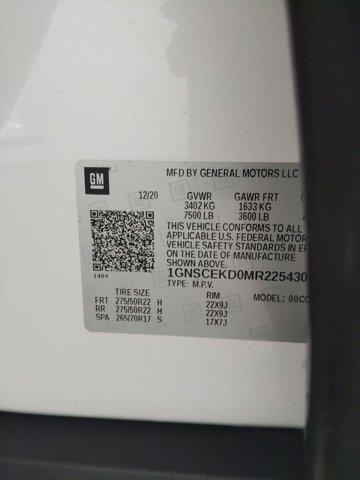 GM
MFD BY GENERAL MOTORS LLC
12/20 GVWR GAWR FRT
3402 KG 1633 KG
7500 LB 3600 LB
THIS VEHICLE CONFORMS TO ALL
APPLICABLE U.S. FEDERAL MOTOR
VEHICLE SAFETY STANDARDS IN EF
ON THE DATE OF MANUFACTURE
SHOWN ABOVE.
1GNSCEKD0MR225430
149X TYPE: M.P.V.
TIRE SIZE RIM MODEL:
FRT 275/50R22 H 22X9J
RR 275/50R22 H 22X9J
SPA 265/70R17 S 17X7J